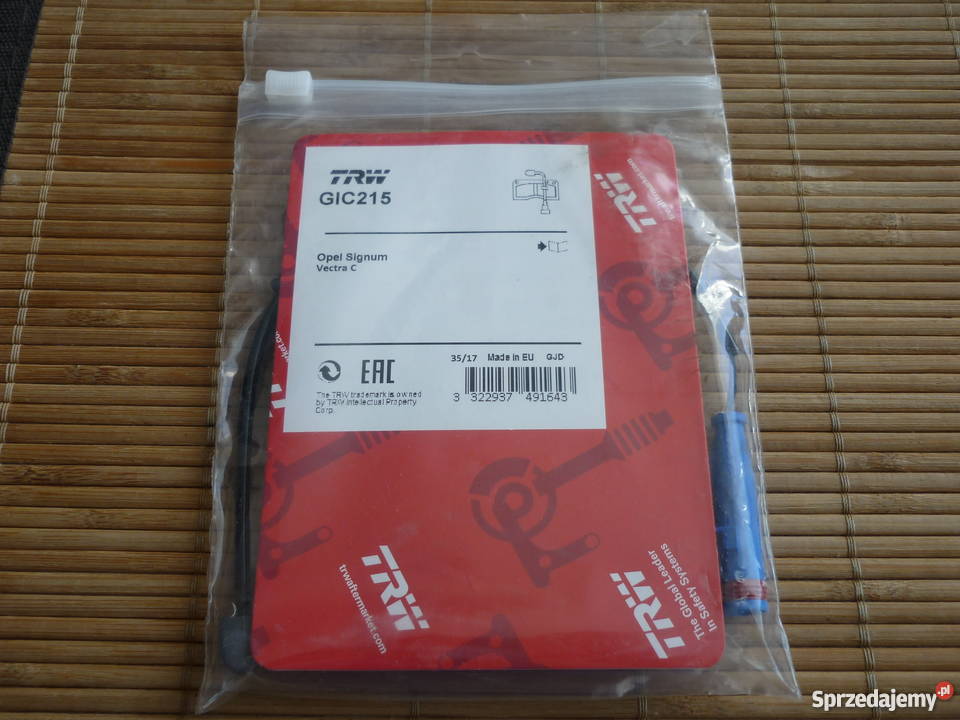 TRW
GIC215
Opel Signum
Vectra C
35/17 Made in EU GJD
EAC
3 322937 491643
The TRW trademark is owned
by TRW Intellectual Property
Corp.
TRW
trwaftermarket.com
TRW
trwaftermarket.com
TRW
The Global Leader
In Safety Systems
Sprzedajemy.pl